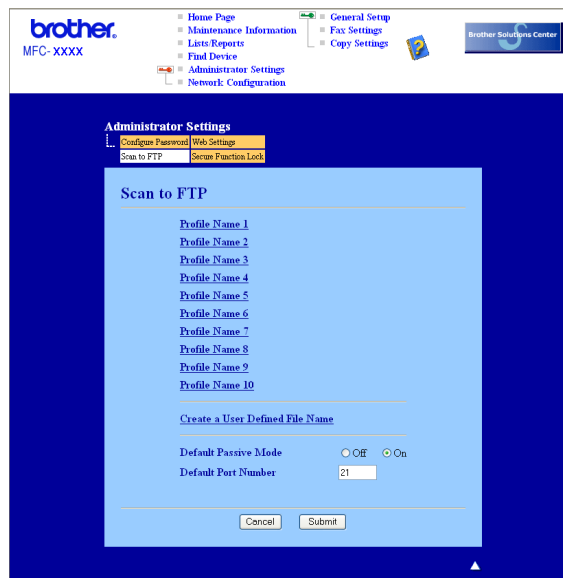 brother®
MFC- XXXX
Home Page
Maintenance Information
Lists/Reports
Find Device
Administrator Settings
Network Configuration
General Setup
Fax Settings
Copy Settings
Brother Solutions Center
Administrator Settings
Configure Password Web Settings
Scan to FTP Secure Function Lock
Scan to FTP
Profile Name 1
Profile Name 2
Profile Name 3
Profile Name 4
Profile Name 5
Profile Name 6
Profile Name 7
Profile Name 8
Profile Name 9
Profile Name 10
Create a User Defined File Name
Default Passive Mode Off On
Default Port Number 21
Cancel Submit